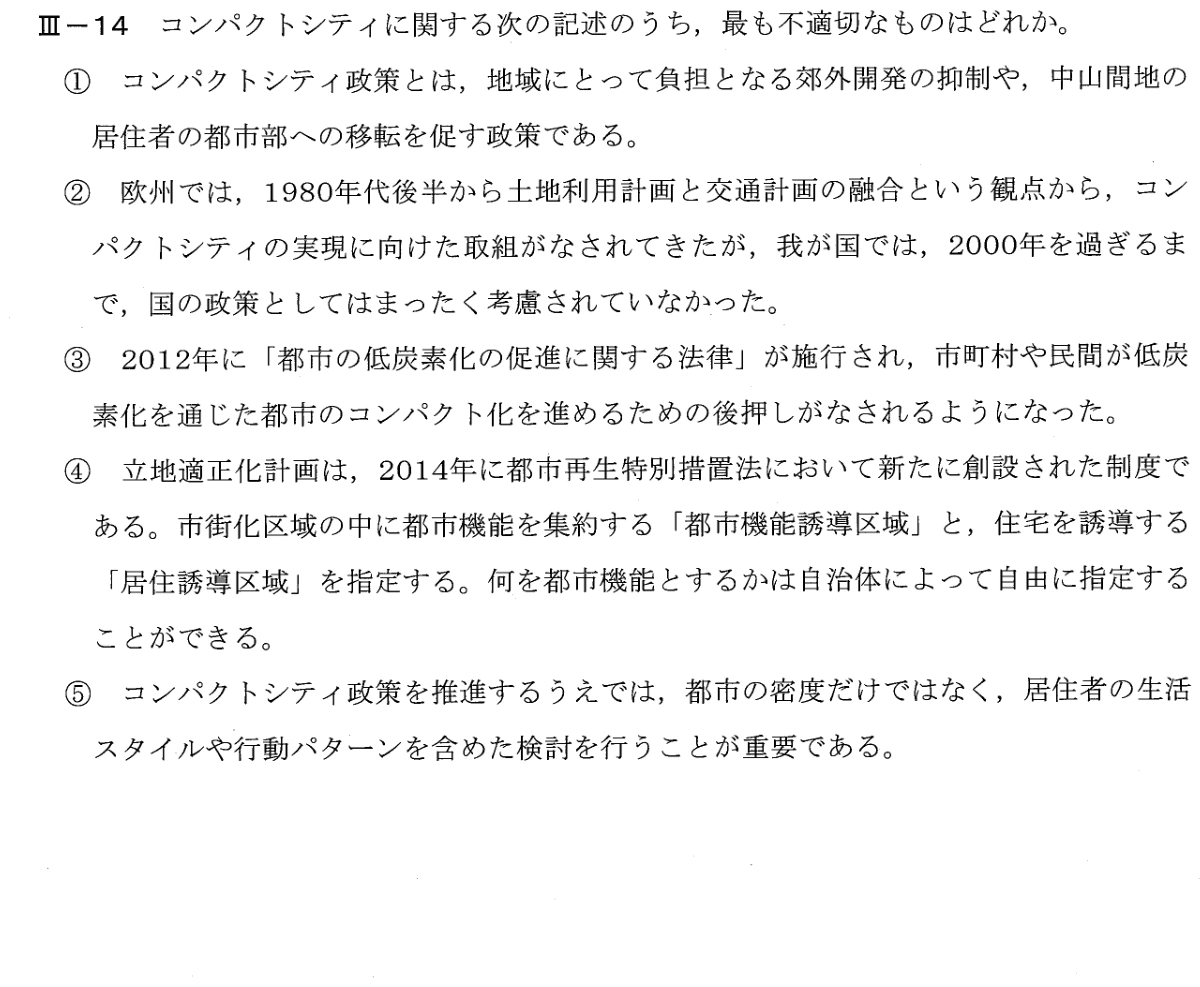 Ⅲ－14　コンパクトシティに関する次の記述のうち，最も不適切なものはどれか。
①　コンパクトシティ政策とは，地域にとって負担となる郊外開発の抑制や，中山間地の
居住者の都市部への移転を促す政策である。
②　欧州では，1980年代後半から土地利用計画と交通計画の融合という観点から，コン
パクトシティの実現に向けた取組がなされてきたが，我が国では，2000年を過ぎるま
で，国の政策としてはまったく考慮されていなかった。
③　2012年に「都市の低炭素化の促進に関する法律」が施行され，市町村や民間が低炭
素化を通じた都市のコンパクト化を進めるための後押しがなされるようになった。
④　立地適正化計画は，2014年に都市再生特別措置法において新たに創設された制度で
ある。市街化区域の中に都市機能を集約する「都市機能誘導区域」と，住宅を誘導する
「居住誘導区域」を指定する。何を都市機能とするかは自治体によって自由に指定する
ことができる。
⑤　コンパクトシティ政策を推進するうえでは，都市の密度だけではなく，居住者の生活
スタイルや行動パターンを含めた検討を行うことが重要である。